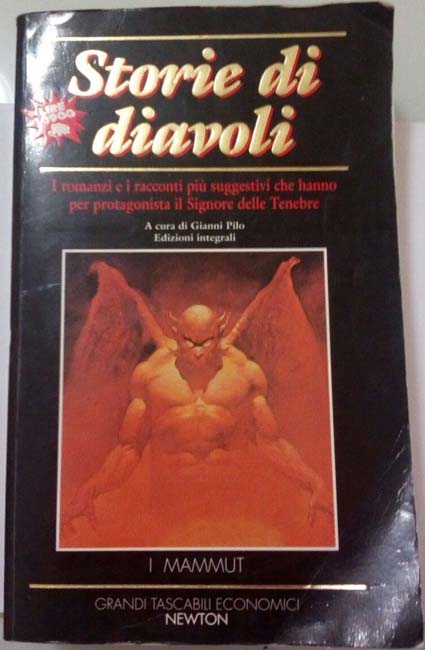 Storie di
diavoli
LIRE
I romanzi e i racconti più suggestivi che hanno
per protagonista il Signore delle Tenebre
A cura di Gianni Pilo
Edizioni integrali
I MAMMUT
GRANDI TASCABILI ECONOMICI
NEWTON